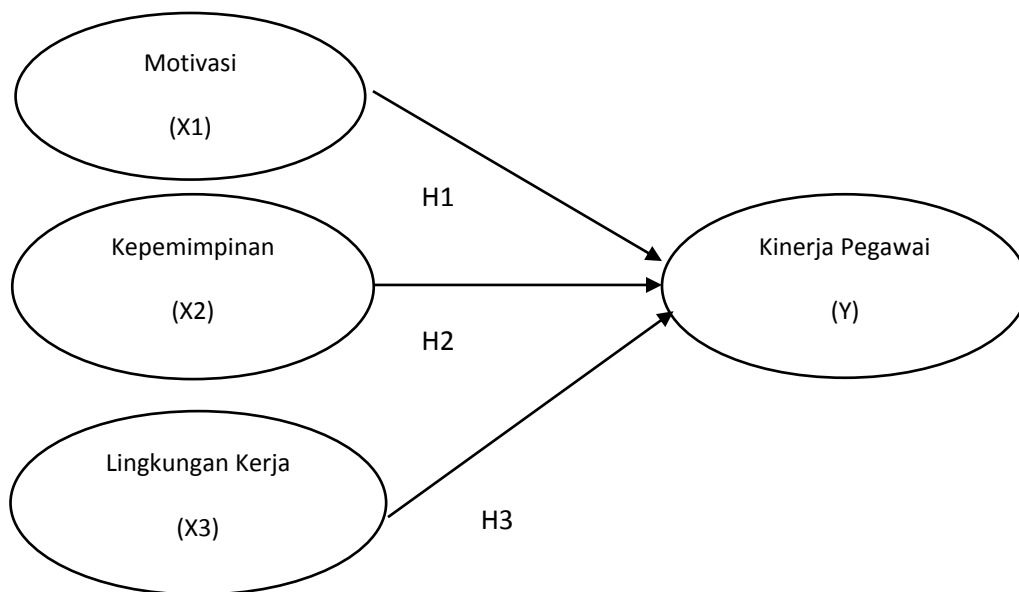 Motivasi
(X1)
H1
Kepemimpinan
(X2)
Kinerja Pegawai
(Y)
H2
Lingkungan Kerja
(X3)
H3